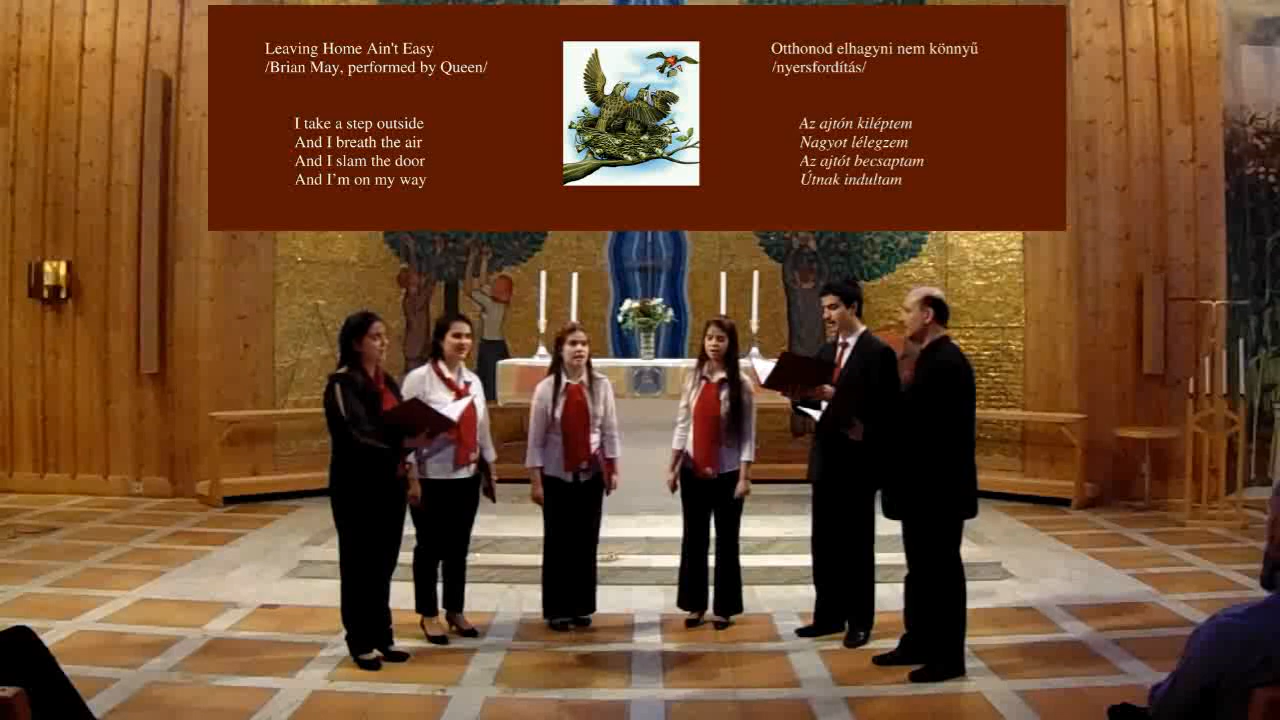 Leaving Home Ain't Easy
/Brian May, performed by Queen/
I take a step outside
And I breath the air
And I slam the door
And I'm on my way
Otthonod elhagyni nem könnyű
/nyersfordítás/
Az ajtón kiléptem
Nagyot lélegzem
Az ajtót becsaptam
Útnak indultam